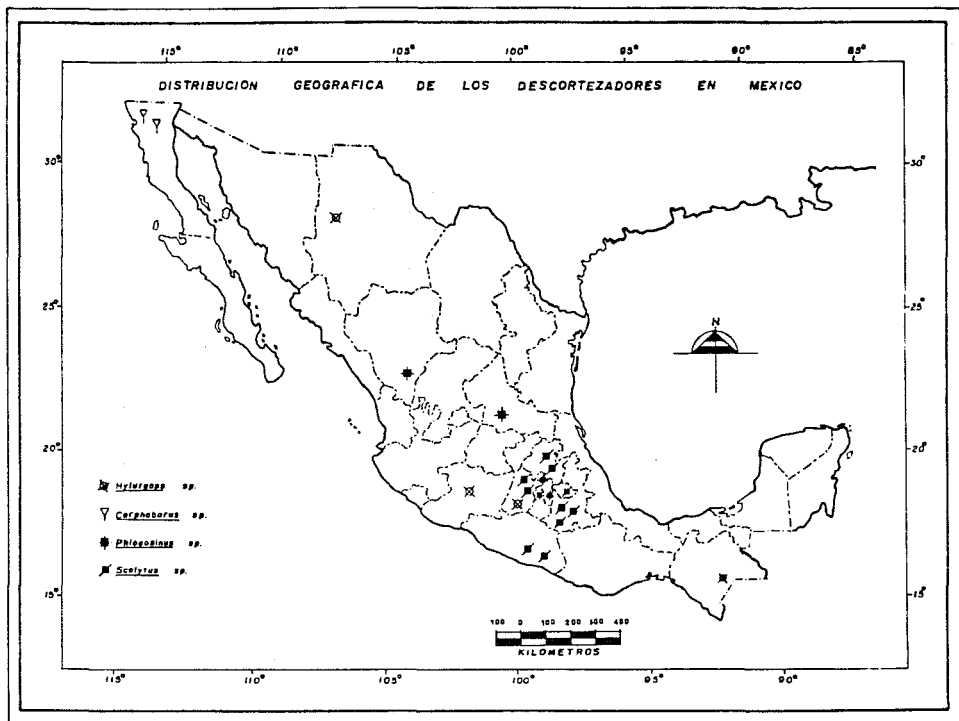 115° 105° 100° 95° 90° 85°
DISTRIBUCION GEOGRAFICA DE LOS DESCORTEZADORES EN MEXICO
30° 30°
25° 25°
N
20° 20°
Hylurgops sp.
Carphoborus sp.
Phloeosinus sp.
Scolytus sp.
15° 15°
100 0 100 200 300 400
KILOMETROS
115° 110° 105° 100° 95° 90°